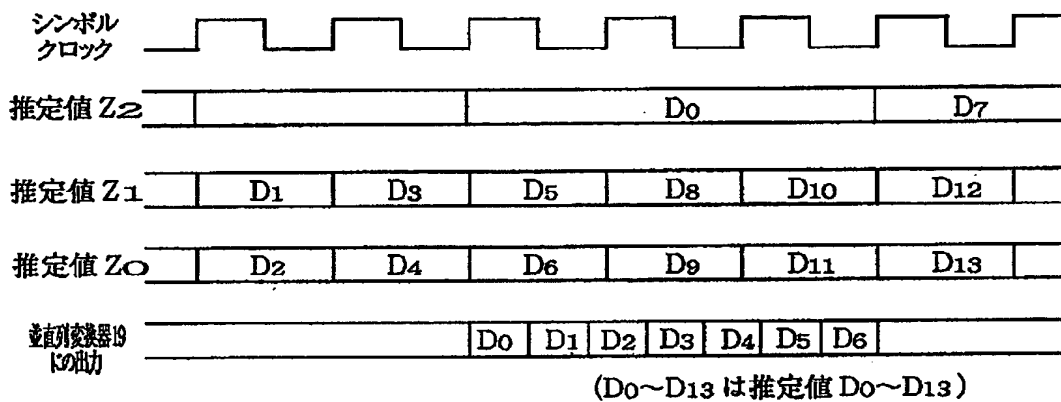 シンボル
クロック
推定値 Z2
D0
D7
推定値 Z1
D1
D3
D5
D8
D10
D12
推定値 Z0
D2
D4
D6
D9
D11
D13
並直列変換器19
の出力
D0
D1
D2
D3
D4
D5
D6
(D0～D13 は推定値 D0～D13)